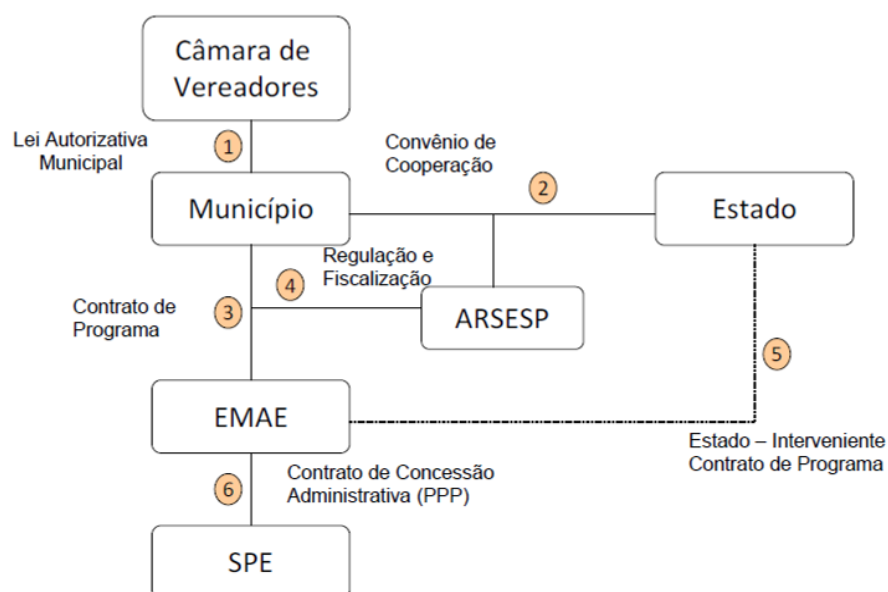 Câmara de
Vereadores
Lei Autorizativa
Municipal
1
Convênio de
Cooperação
2
Município
Estado
Regulação e
Fiscalização
4
Contrato de
Programa
3
ARSESP
5
EMAE
Estado – Interveniente
Contrato de Programa
6
Contrato de Concessão
Administrativa (PPP)
SPE